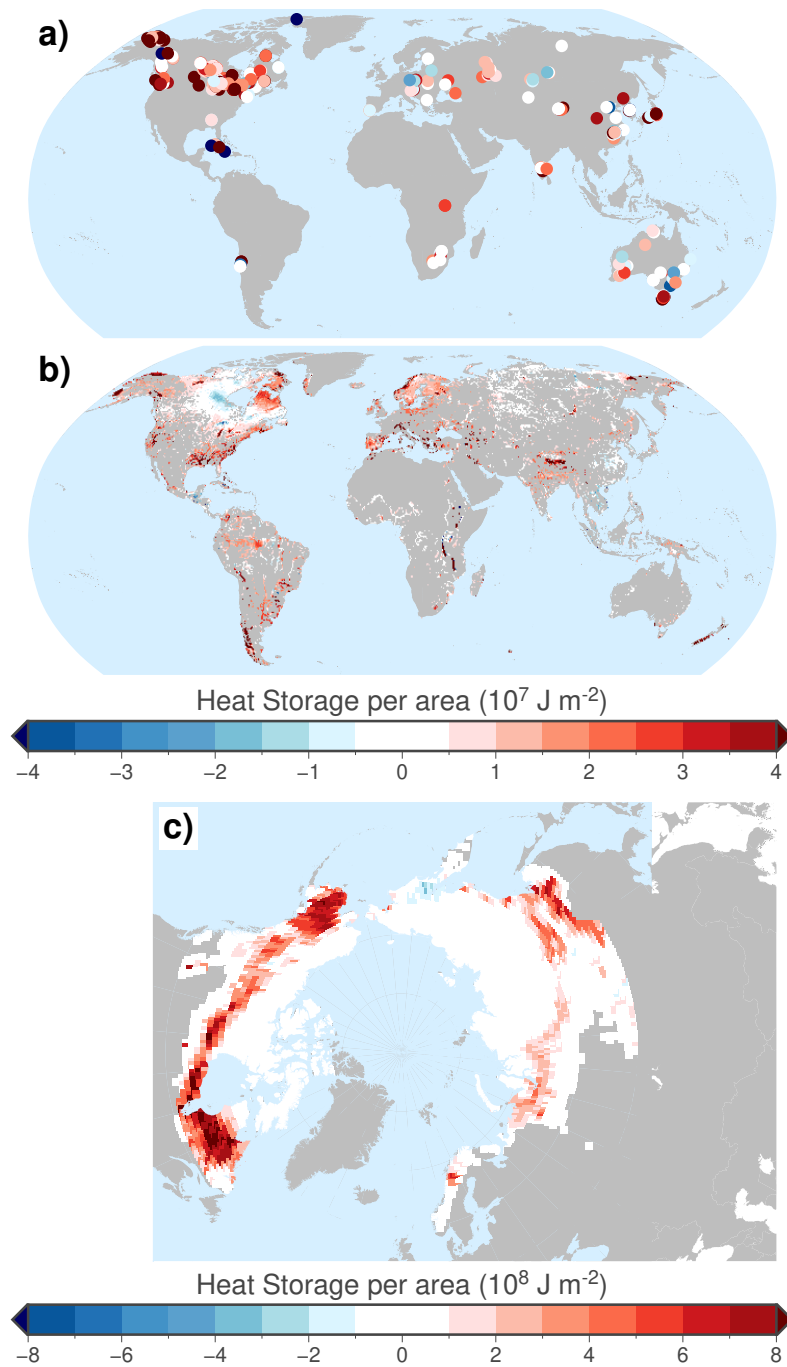 a)
b)
Heat Storage per area (10⁷ J m⁻²)
−4 −3 −2 −1 0 1 2 3 4
c)
Heat Storage per area (10⁸ J m⁻²)
−8 −6 −4 −2 0 2 4 6 8